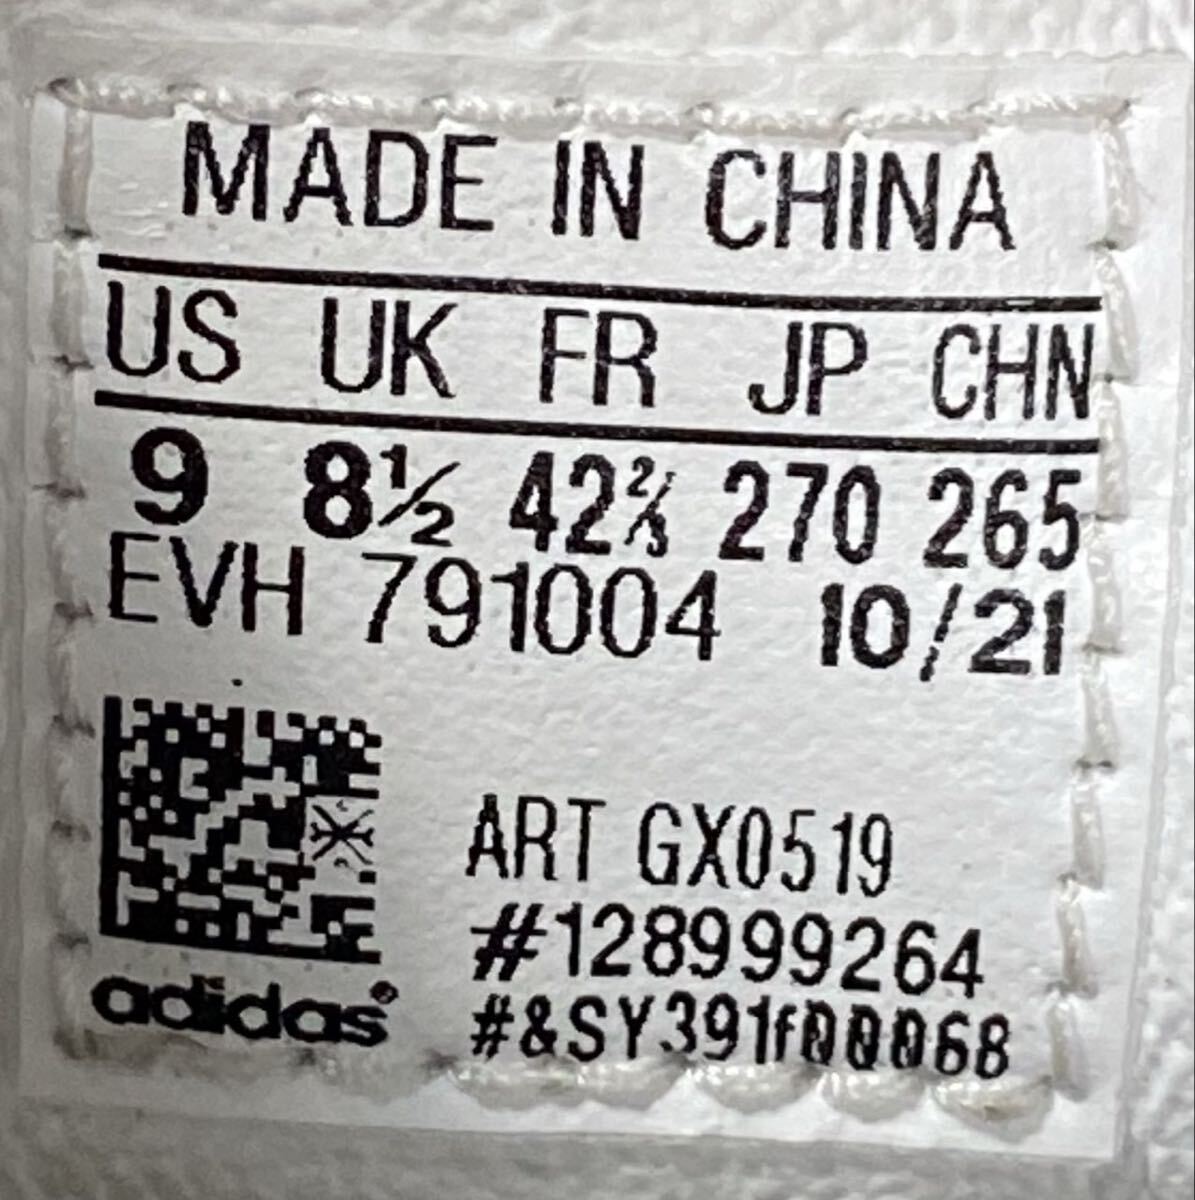 MADE IN CHINA
US UK FR JP CHN
9 8½ 42⅔ 270 265
EVH 791004 10/21
ART GX0519
#128999264
#&SY391f00068
adidas®